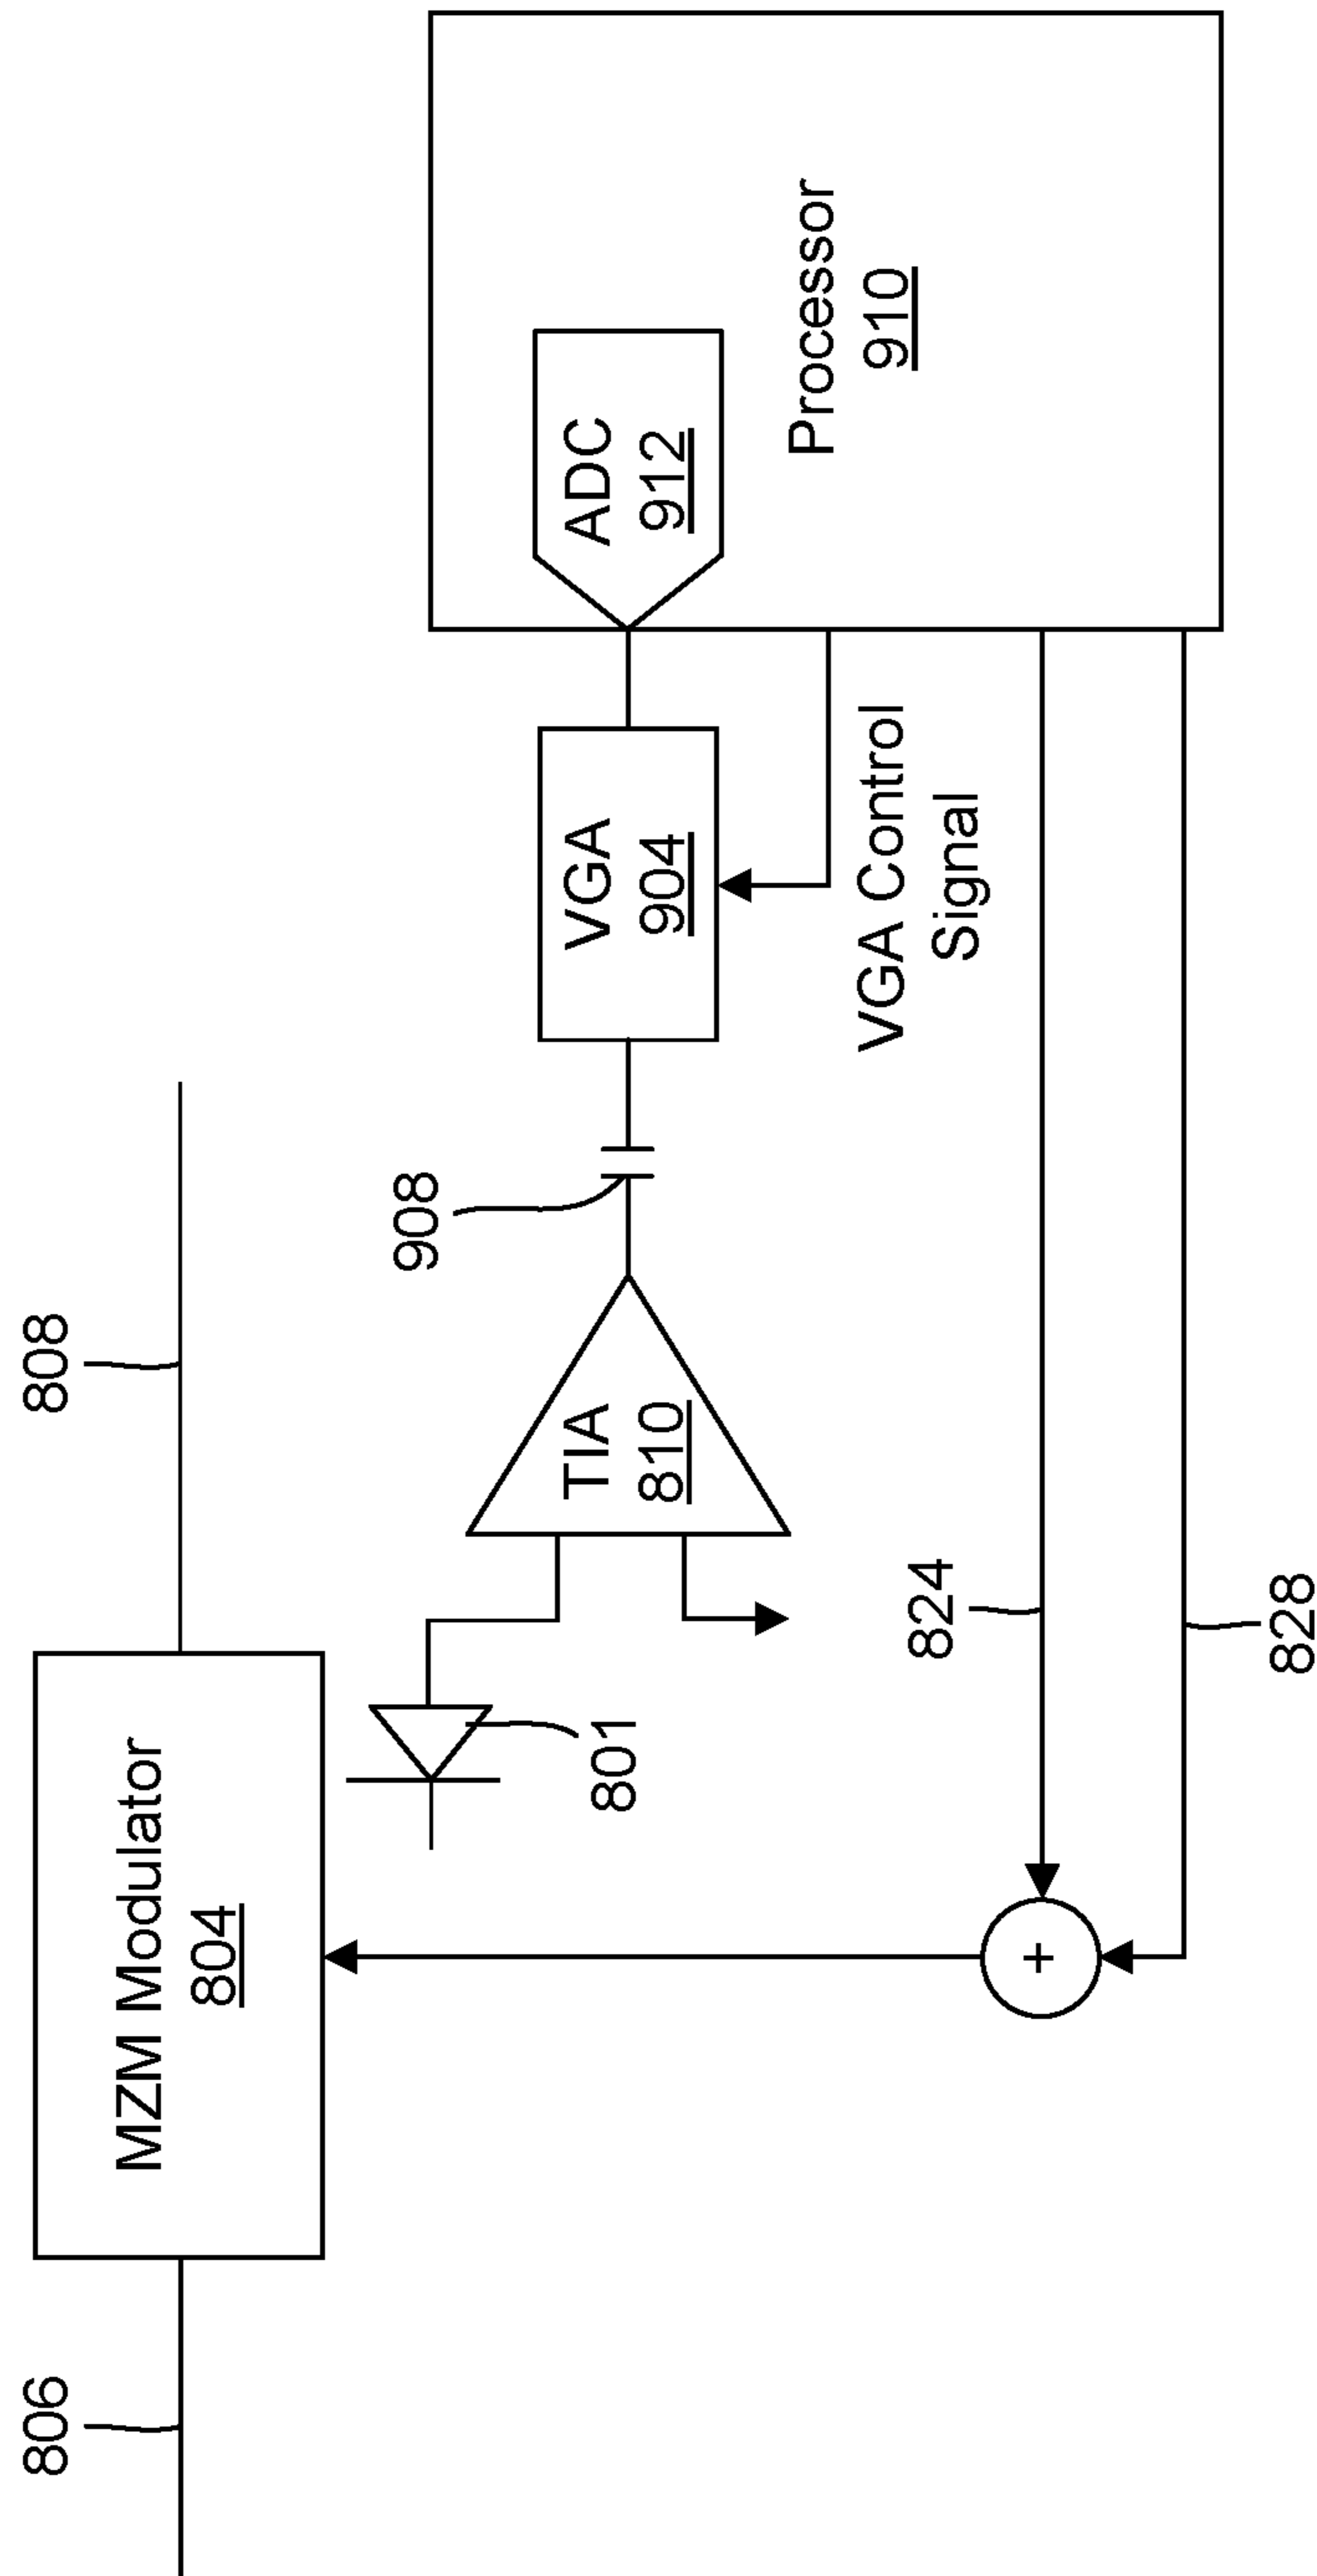 806
808
MZM Modulator
804
801
908
TIA
810
VGA
904
ADC
912
Processor
910
VGA Control
Signal
824
+
828